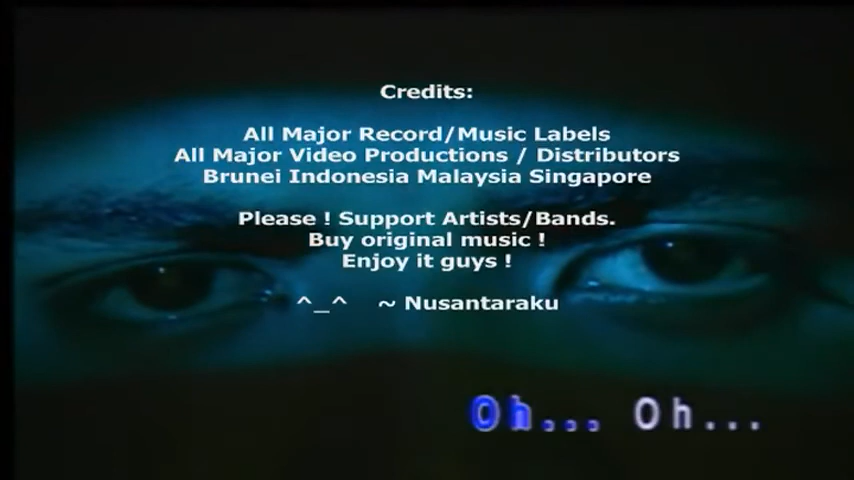 Credits:
All Major Record/Music Labels
All Major Video Productions / Distributors
Brunei Indonesia Malaysia Singapore
Please ! Support Artists/Bands.
Buy original music !
Enjoy it guys !
^_^ ~ Nusantaraku
Oh... Oh...